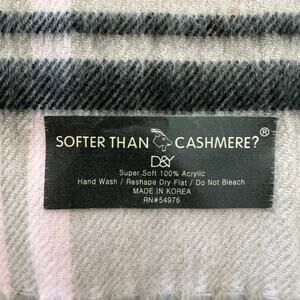 SOFTER THAN CASHMERE?®
D&Y
Super Soft 100% Acrylic
Hand Wash / Reshape Dry Flat / Do Not Bleach
MADE IN KOREA
RN#54976